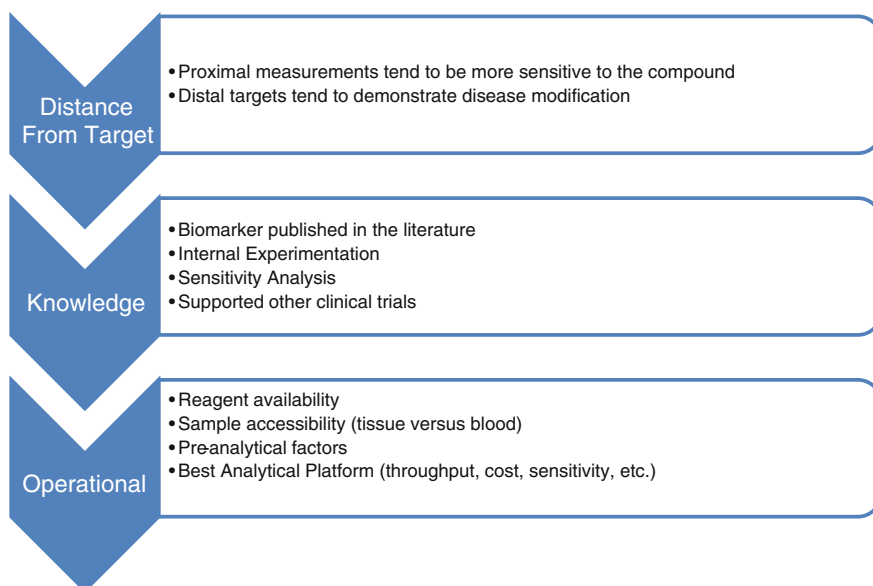 Distance
From Target
•Proximal measurements tend to be more sensitive to the compound
•Distal targets tend to demonstrate disease modification
Knowledge
•Biomarker published in the literature
•Internal Experimentation
•Sensitivity Analysis
•Supported other clinical trials
Operational
•Reagent availability
•Sample accessibility (tissue versus blood)
•Pre-analytical factors
•Best Analytical Platform (throughput, cost, sensitivity, etc.)